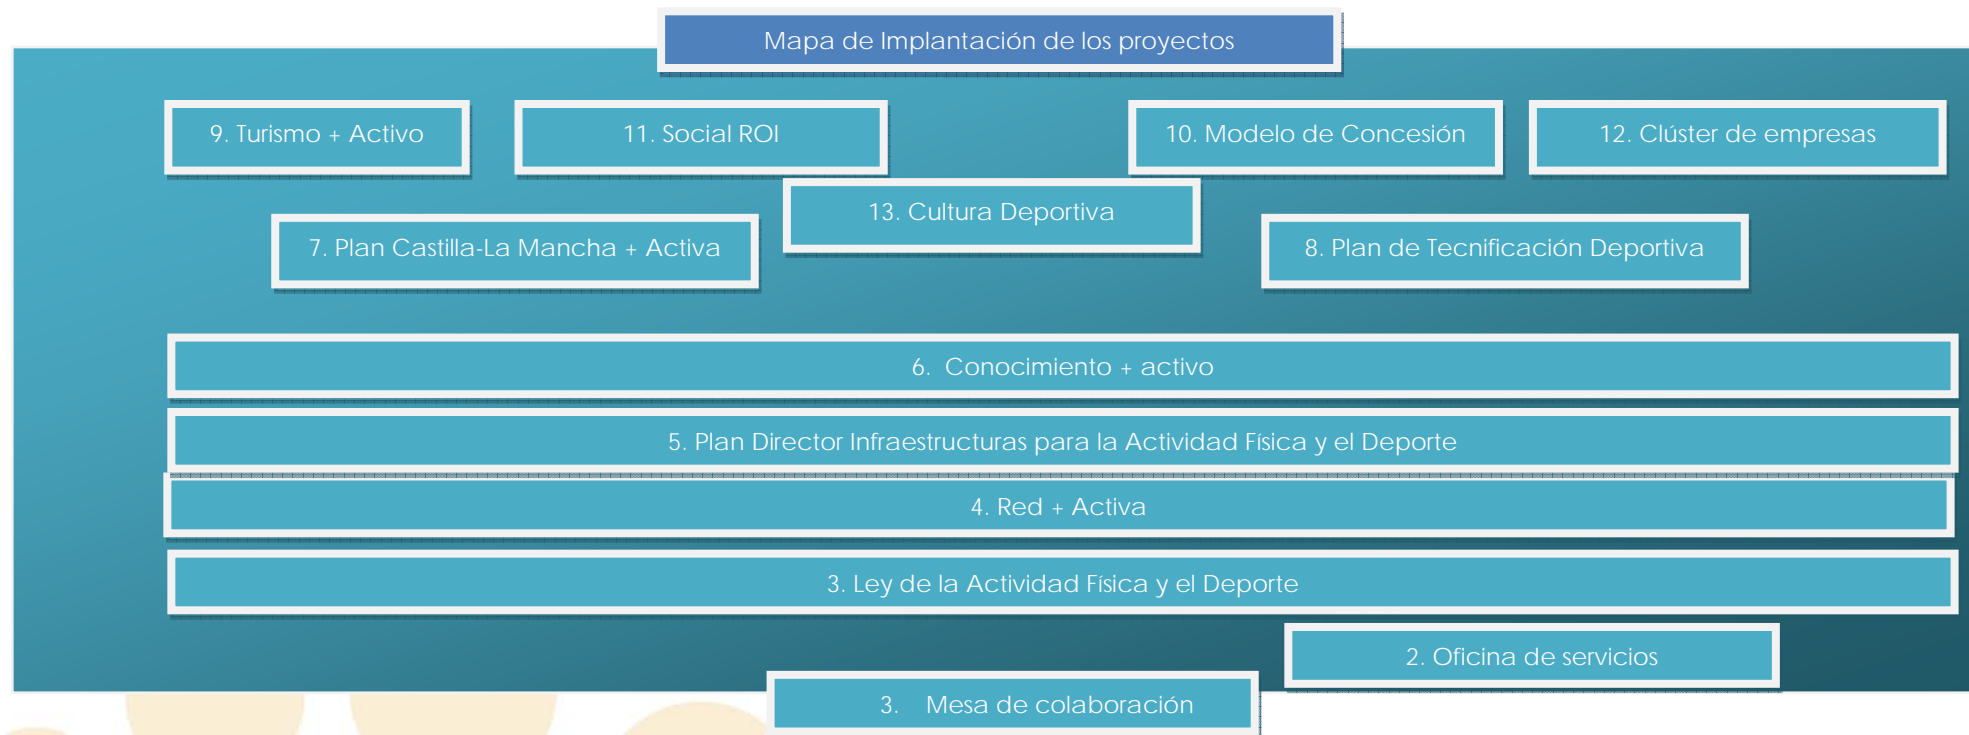 Mapa de Implantación de los proyectos
9. Turismo + Activo
11. Social ROI
10. Modelo de Concesión
12. Clúster de empresas
13. Cultura Deportiva
7. Plan Castilla-La Mancha + Activa
8. Plan de Tecnificación Deportiva
6. Conocimiento + activo
5. Plan Director Infraestructuras para la Actividad Física y el Deporte
4. Red + Activa
3. Ley de la Actividad Física y el Deporte
2. Oficina de servicios
3. Mesa de colaboración